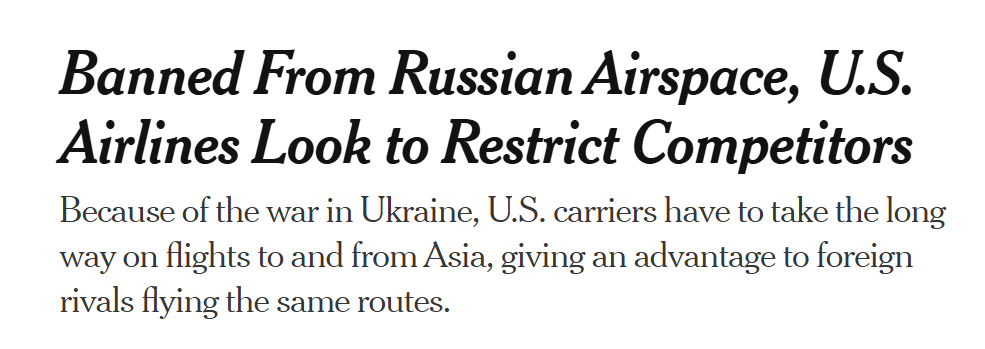 Banned From Russian Airspace, U.S.
Airlines Look to Restrict Competitors
Because of the war in Ukraine, U.S. carriers have to take the long
way on flights to and from Asia, giving an advantage to foreign
rivals flying the same routes.